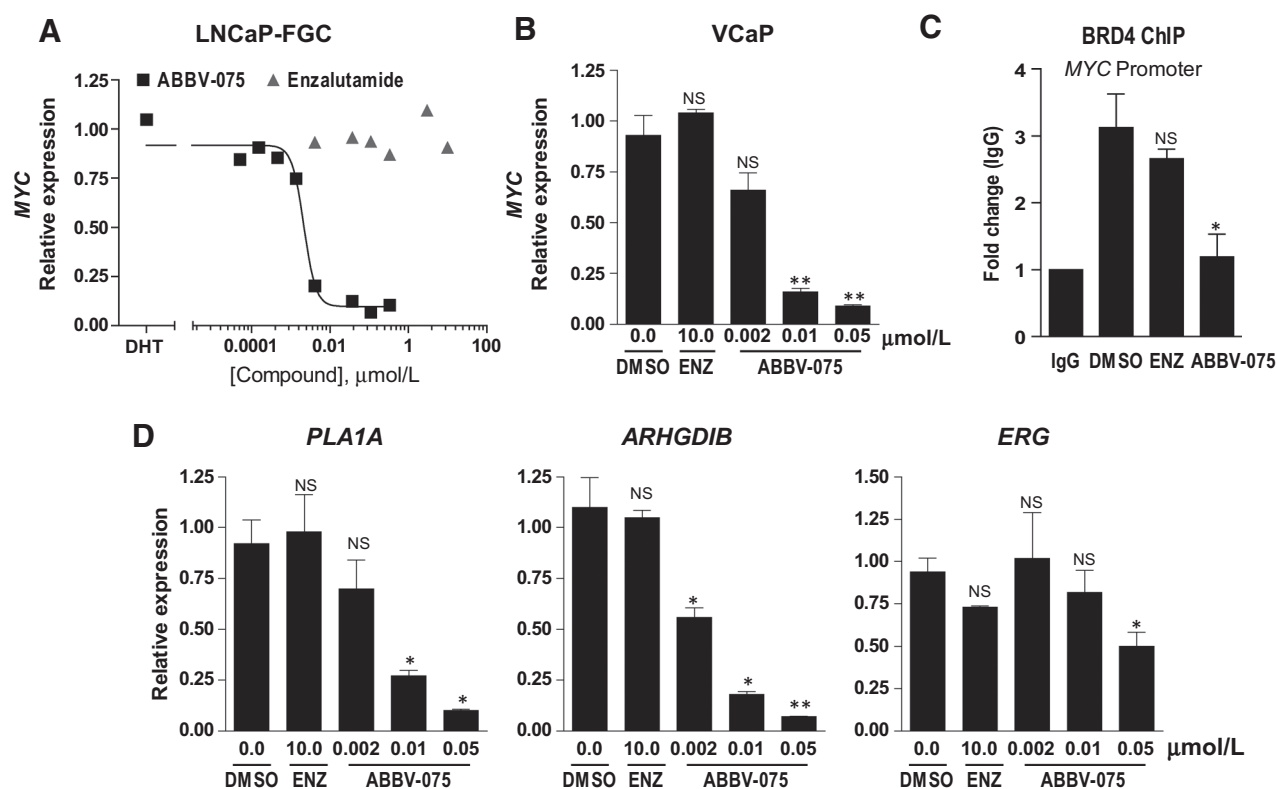 A
LNCaP-FGC
ABBV-075 Enzalutamide
MYC
Relative expression
1.25
1.00
0.75
0.50
0.25
0.00
DHT 0.0001 0.01 1 100
[Compound], μmol/L
B
VCaP
MYC
Relative expression
1.25
1.00
0.75
0.50
0.25
0.00
NS
NS
**
**
0.0 10.0 0.002 0.01 0.05 μmol/L
DMSO ENZ ABBV-075
C
BRD4 ChIP
MYC Promoter
Fold change (IgG)
4
3
2
1
0
NS
*
IgG DMSO ENZ ABBV-075
D
PLA1A
Relative expression
1.25
1.00
0.75
0.50
0.25
0.00
NS
NS
*
*
0.0 10.0 0.002 0.01 0.05
DMSO ENZ ABBV-075
ARHGDIB
1.25
1.00
0.75
0.50
0.25
0.00
NS
*
*
**
0.0 10.0 0.002 0.01 0.05
DMSO ENZ ABBV-075
ERG
1.50
1.25
1.00
0.75
0.50
0.25
0.00
NS
NS
NS
*
0.0 10.0 0.002 0.01 0.05 μmol/L
DMSO ENZ ABBV-075